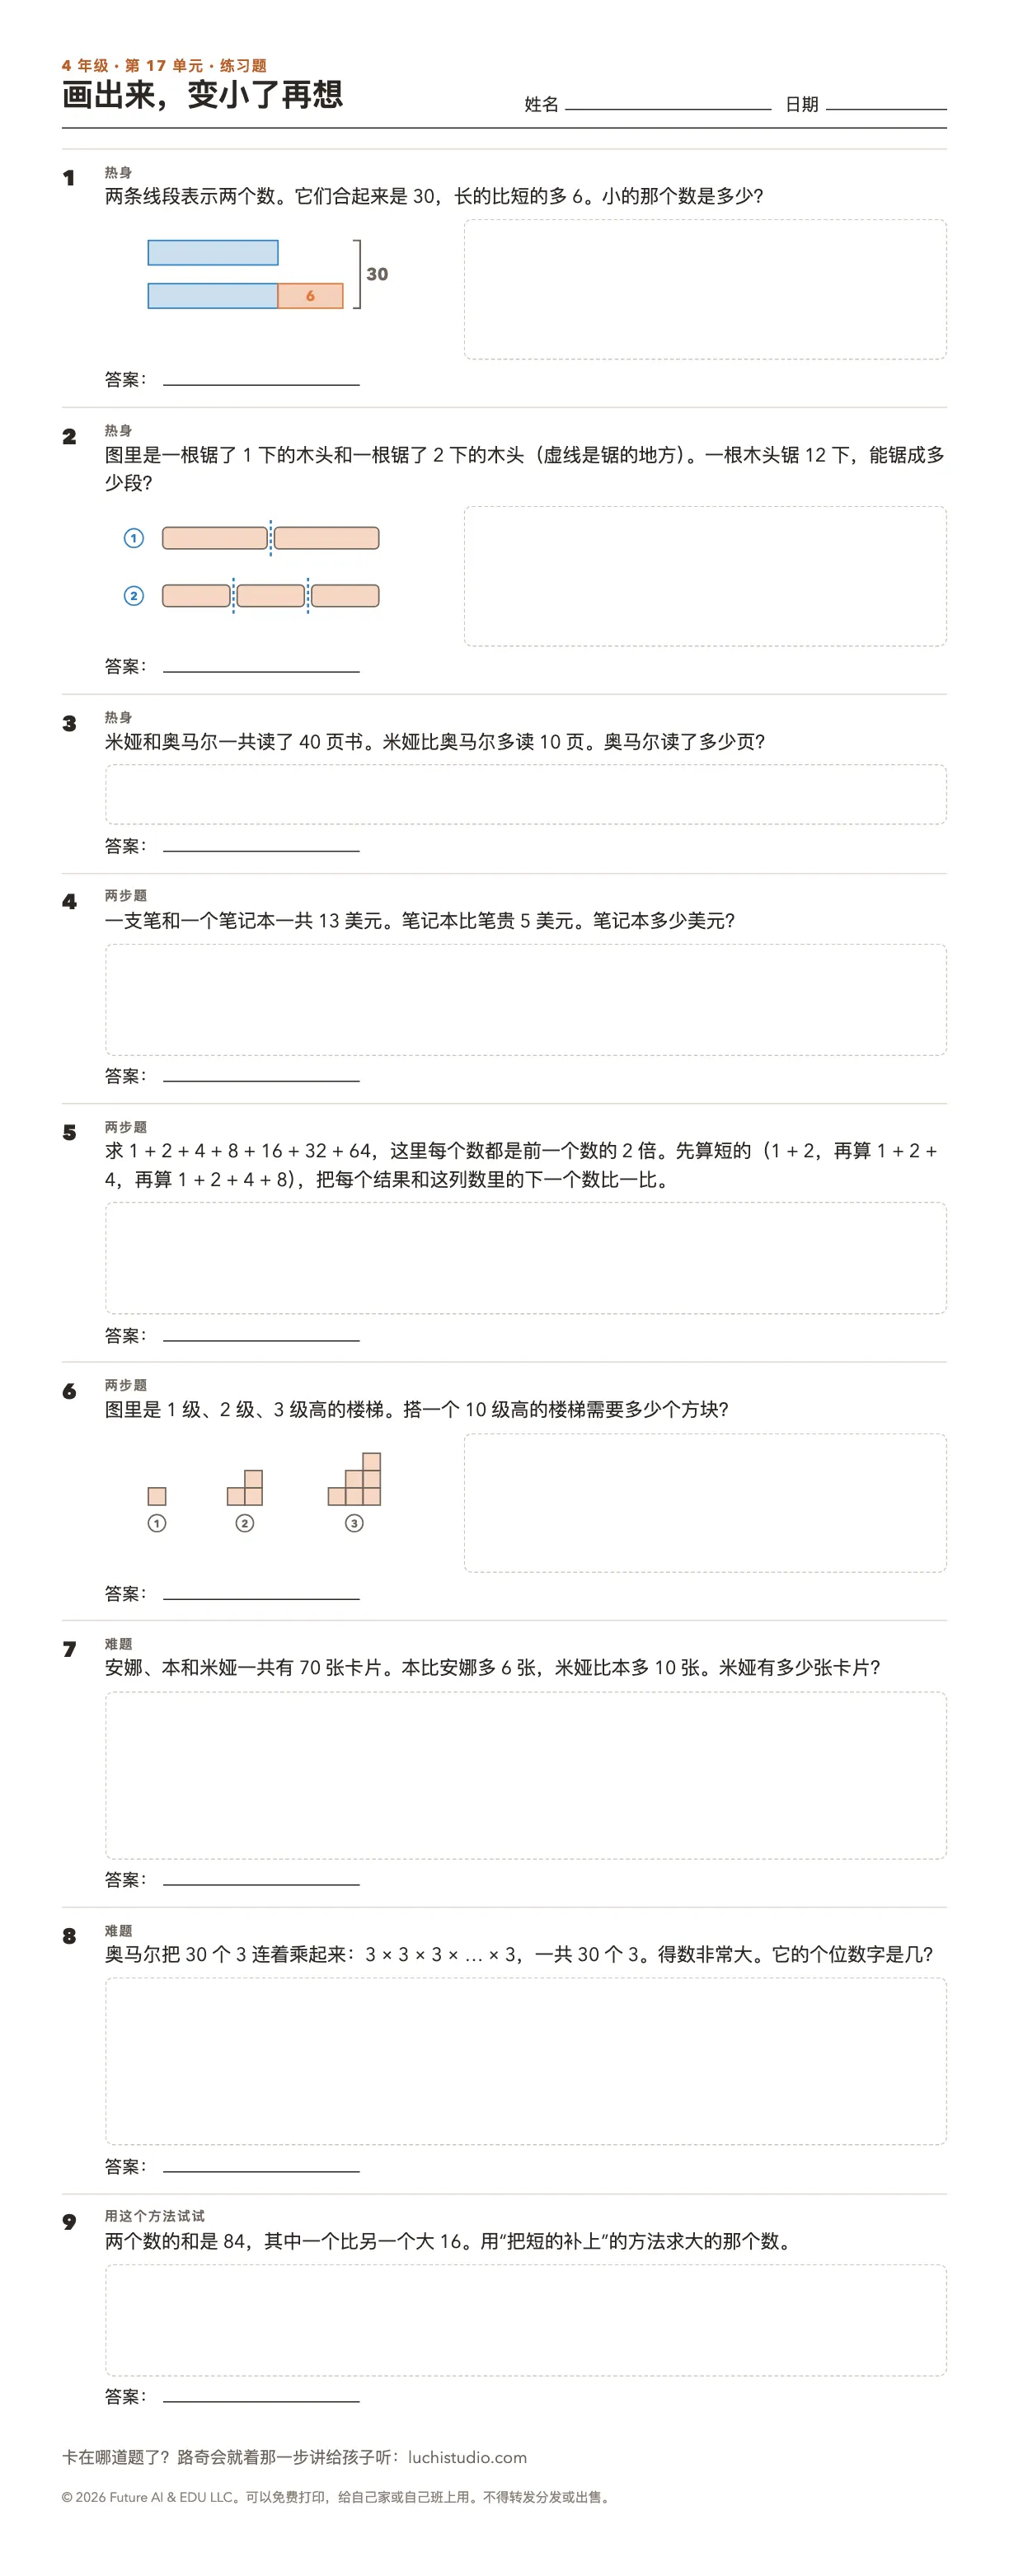 4 年级 · 第 17 单元 · 练习题
画出来，变小了再想
姓名
日期
1
热身
两条线段表示两个数。它们合起来是 30，长的比短的多 6。小的那个数是多少？
30
6
答案：
2
热身
图里是一根锯了 1 下的木头和一根锯了 2 下的木头（虚线是锯的地方）。一根木头锯 12 下，能锯成多
少段？
①
②
答案：
3
热身
米娅和奥马尔一共读了 40 页书。米娅比奥马尔多读 10 页。奥马尔读了多少页？
答案：
4
两步题
一支笔和一个笔记本一共 13 美元。笔记本比笔贵 5 美元。笔记本多少美元？
答案：
5
两步题
求 1 + 2 + 4 + 8 + 16 + 32 + 64，这里每个数都是前一个数的 2 倍。先算短的（1 + 2，再算 1 + 2 +
4，再算 1 + 2 + 4 + 8），把每个结果和这列数里的下一个数比一比。
答案：
6
两步题
图里是 1 级、2 级、3 级高的楼梯。搭一个 10 级高的楼梯需要多少个方块？
① ② ③
答案：
7
难题
安娜、本和米娅一共有 70 张卡片。本比安娜多 6 张，米娅比本多 10 张。米娅有多少张卡片？
答案：
8
难题
奥马尔把 30 个 3 连着乘起来：3 × 3 × 3 × … × 3，一共 30 个 3。得数非常大。它的个位数字是几？
答案：
9
用这个方法试试
两个数的和是 84，其中一个比另一个大 16。用“把短的补上”的方法求大的那个数。
答案：
卡在哪道题了？路奇会就着那一步讲给孩子听：luchistudio.com
© 2026 Future AI & EDU LLC。可以免费打印，给自己家或自己班上用。不得转发分发或出售。